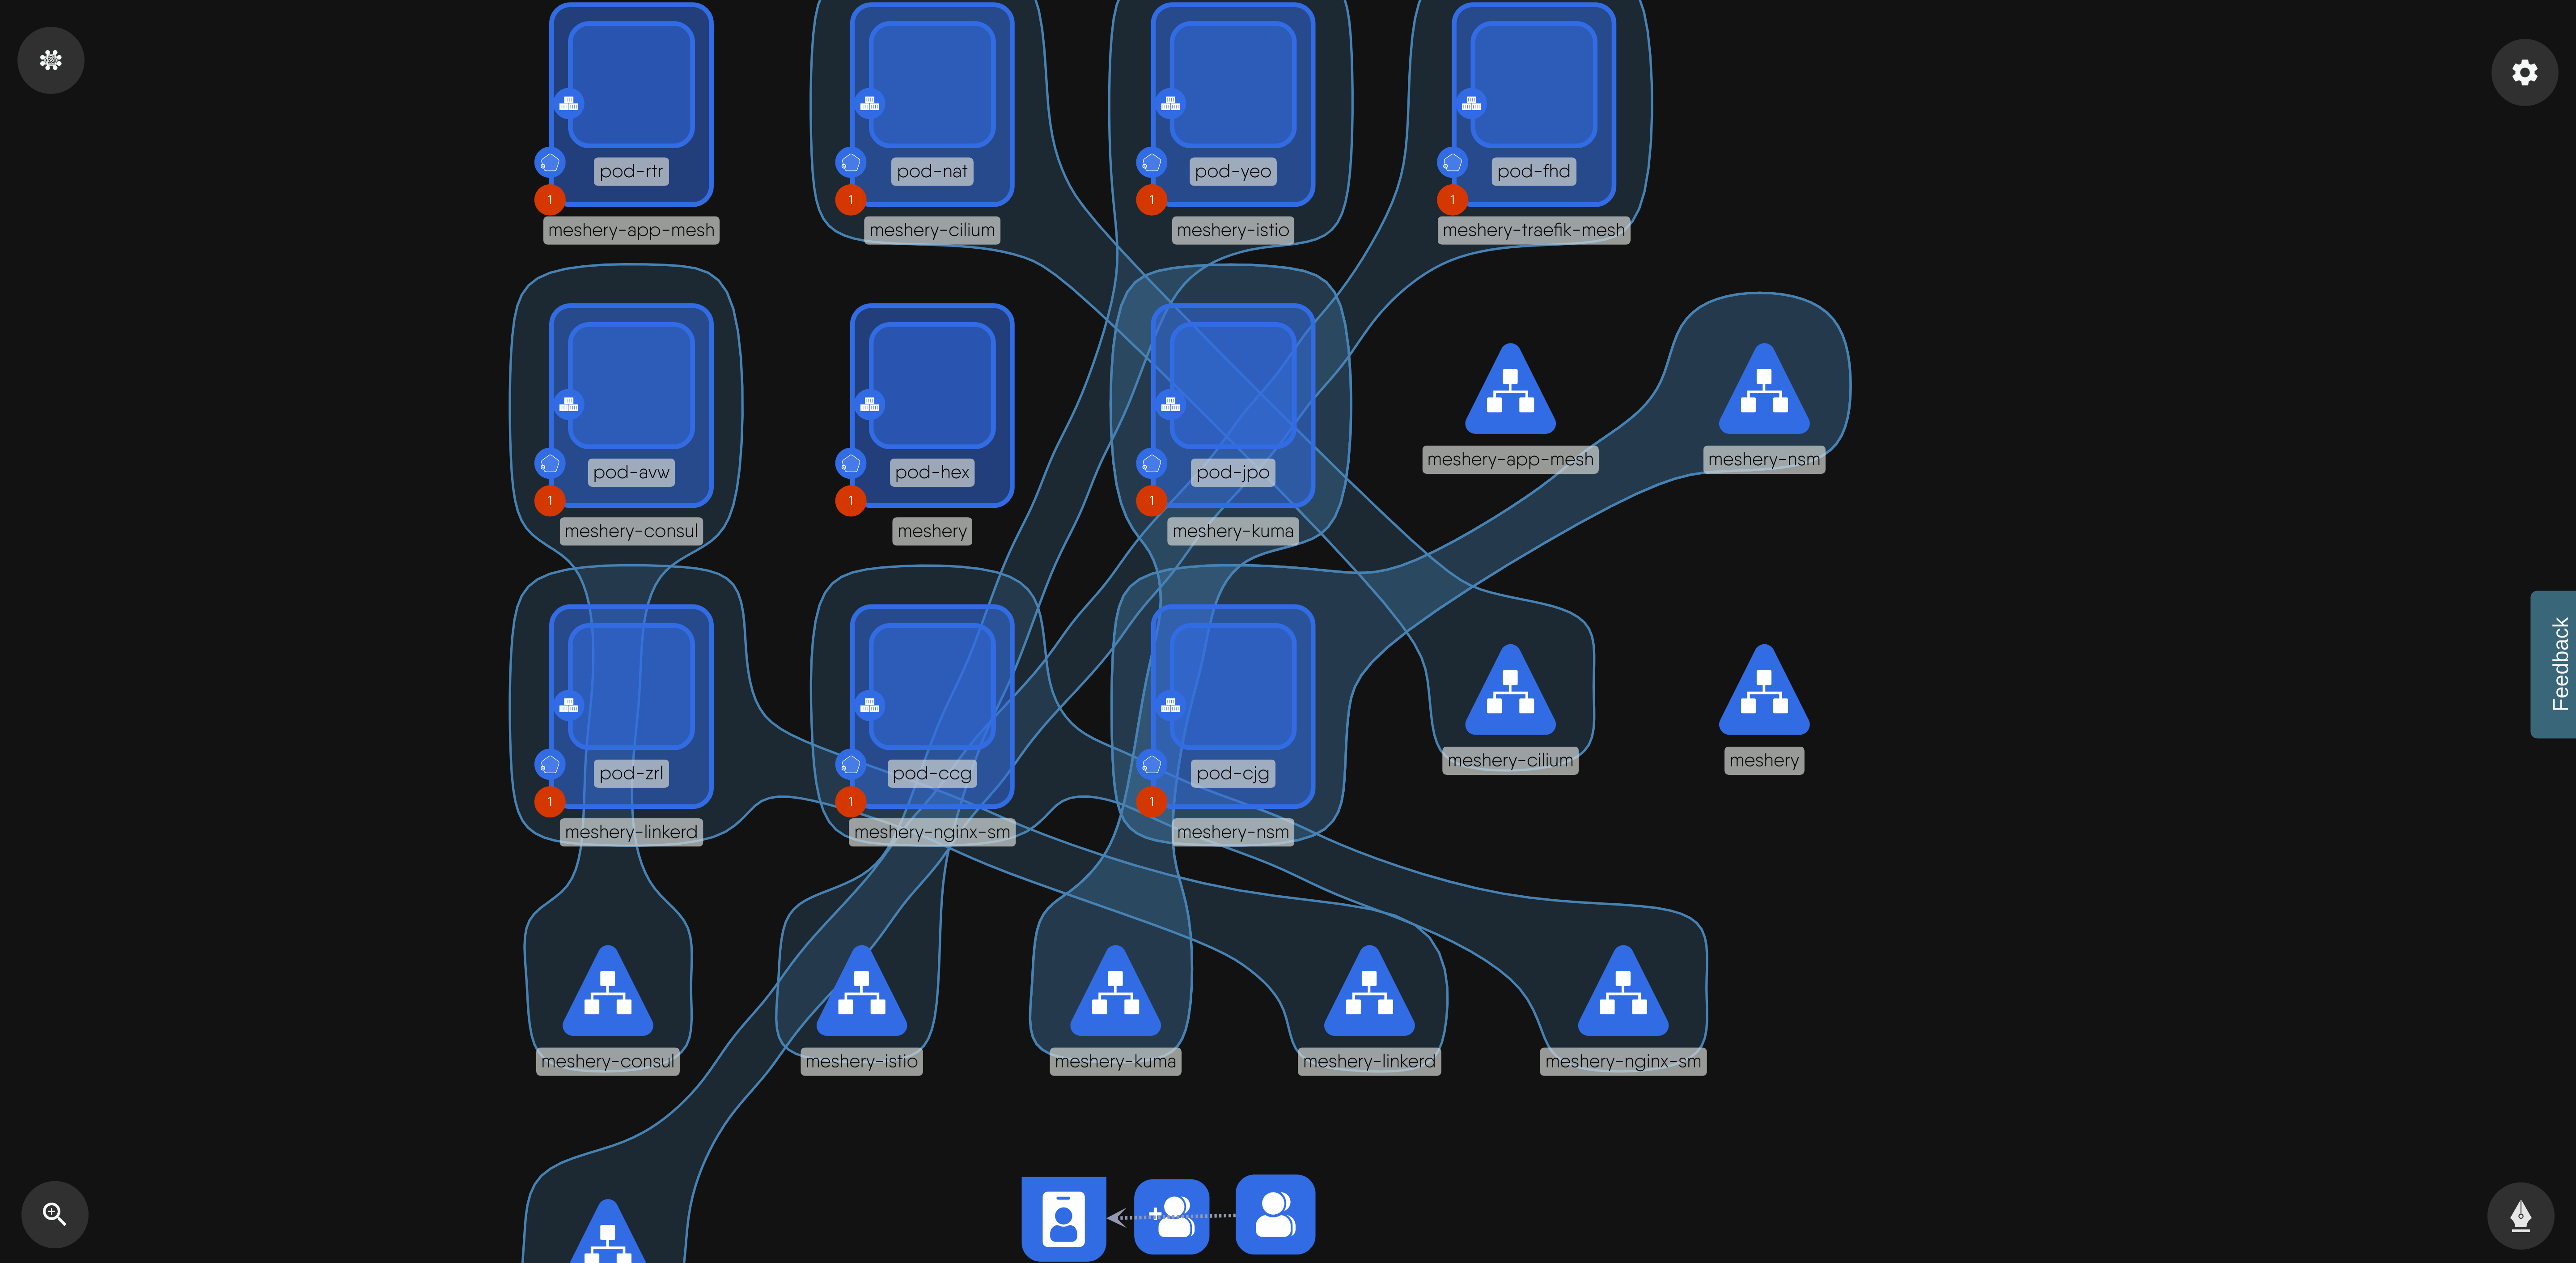 pod-rtr
pod-nat
pod-yeo
pod-fhd
1
1
1
1
meshery-app-mesh
meshery-cilium
meshery-istio
meshery-traefik-mesh
pod-avw
pod-hex
pod-jpo
meshery-app-mesh
meshery-nsm
1
1
1
meshery-consul
meshery
meshery-kuma
Feedback
pod-zrl
pod-ccg
pod-cjg
meshery-cilium
meshery
1
1
1
meshery-linkerd
meshery-nginx-sm
meshery-nsm
meshery-consul
meshery-istio
meshery-kuma
meshery-linkerd
meshery-nginx-sm